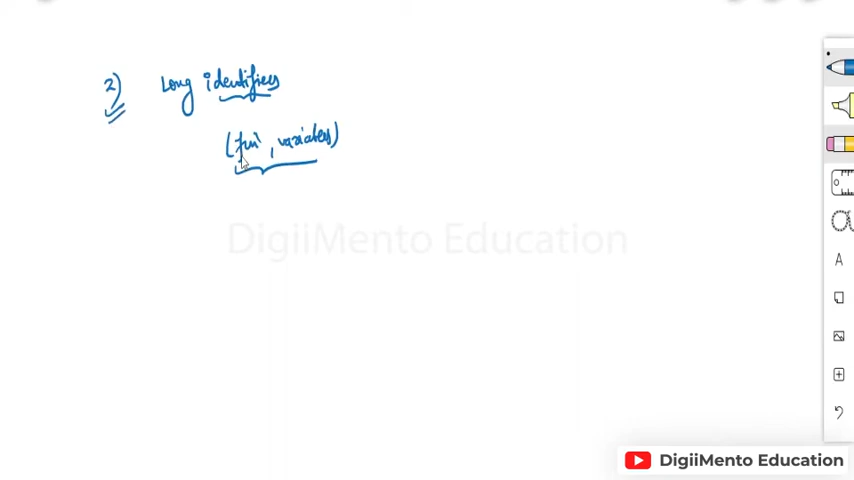 2) Long identifiers
(fun, variables)
DigiiMento Education
A
DigiiMento Education